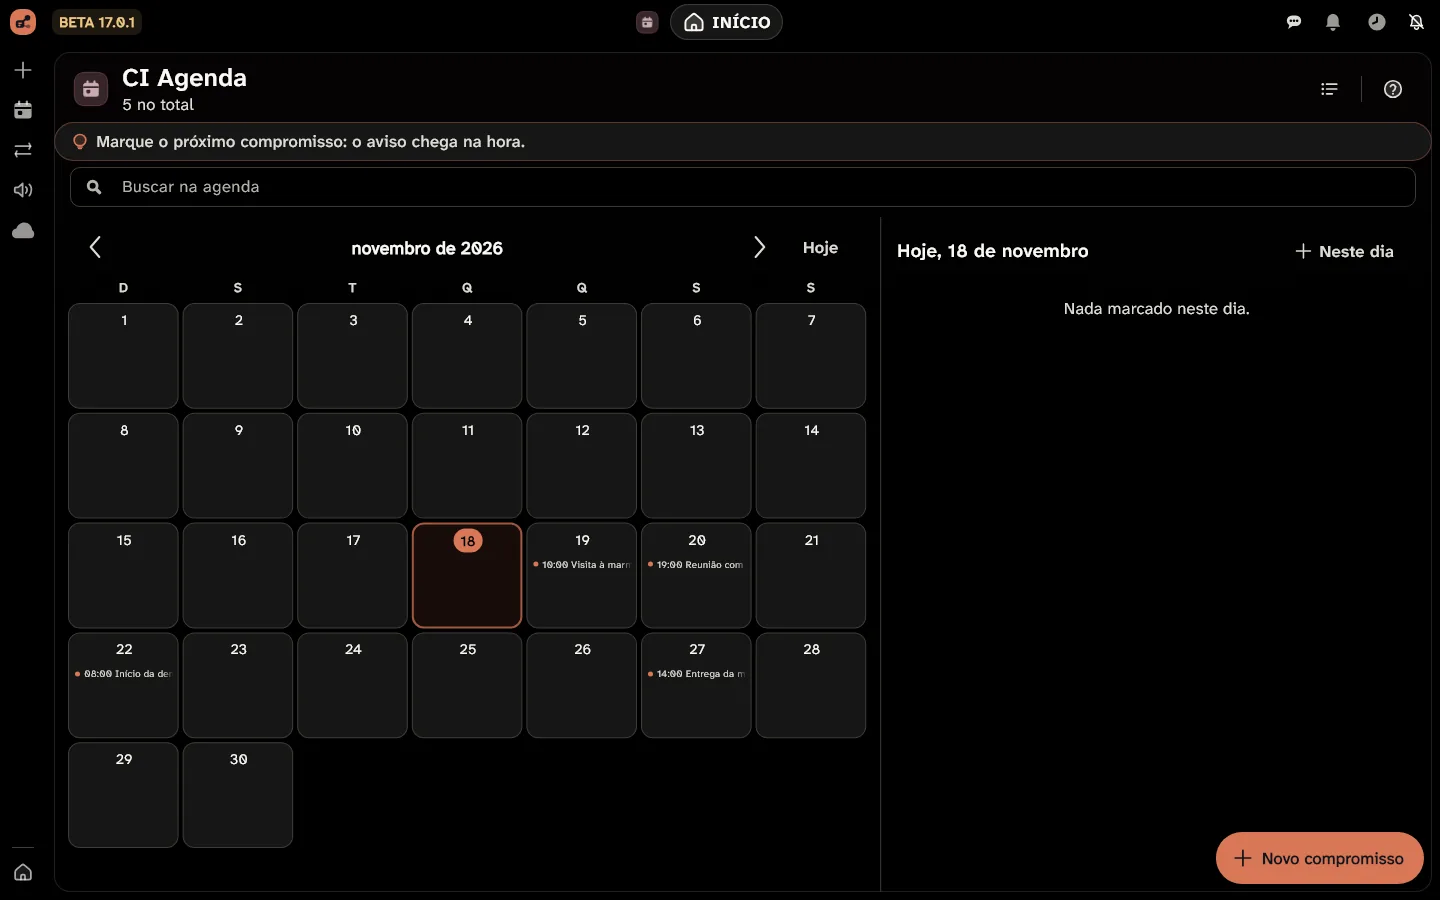 BETA 17.0.1
INÍCIO
CI Agenda
5 no total
Marque o próximo compromisso: o aviso chega na hora.
Buscar na agenda
novembro de 2026
Hoje
D S T Q Q S S
1 2 3 4 5 6 7
8 9 10 11 12 13 14
15 16 17 18 19 20 21
10:00 Visita à
19:00 Reunião com
22 23 24 25 26 27 28
08:00 Início da
14:00 Entrega da
29 30
Hoje, 18 de novembro
Neste dia
Nada marcado neste dia.
Novo compromisso